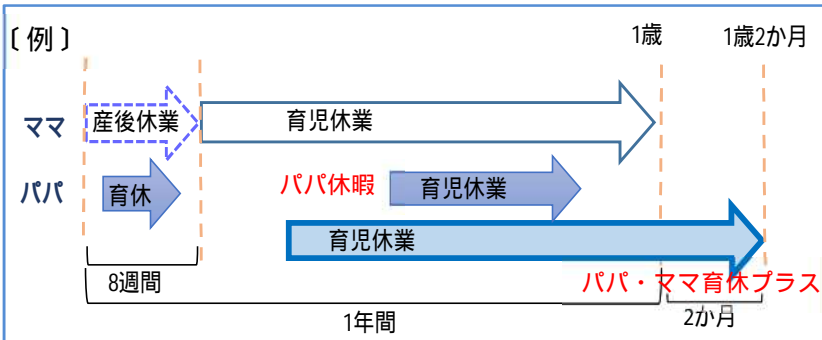 〔例〕
1歳 1歳2か月
ママ 産後休業 育児休業
パパ 育休 パパ休暇 育児休業
育児休業
8週間
パパ・ママ育休プラス
1年間 2か月